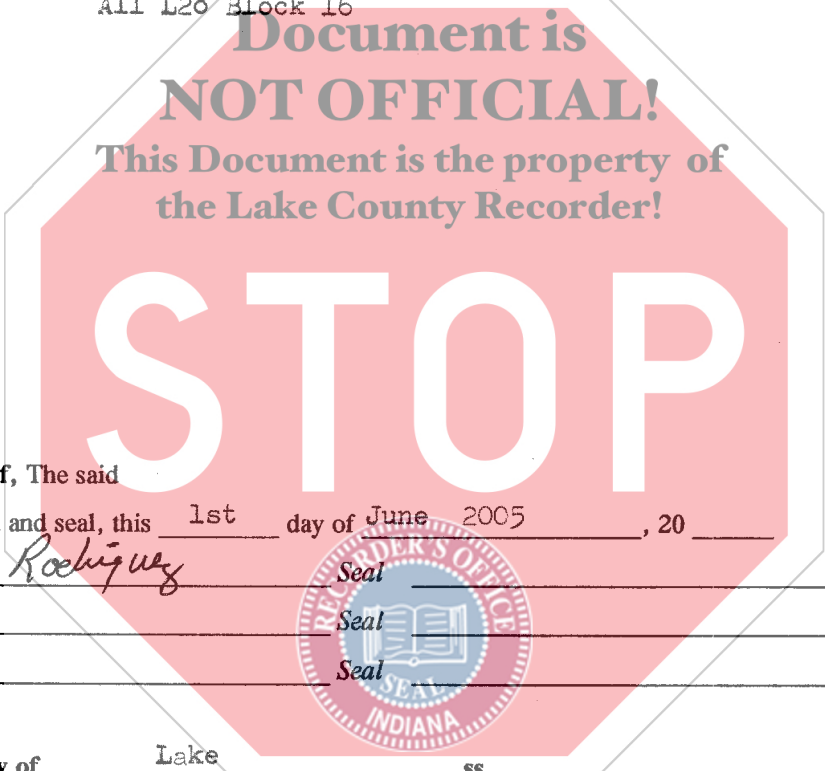 All L28 Block 16
Document is
NOT OFFICIAL!
This Document is the property of
the Lake County Recorder!
STOP
f, The said
and seal, this 1st day of June 2005, 20
Rodriguez Seal
Seal
Seal
RECORDER'S OFFICE
SEAL
INDIANA
y of Lake ss